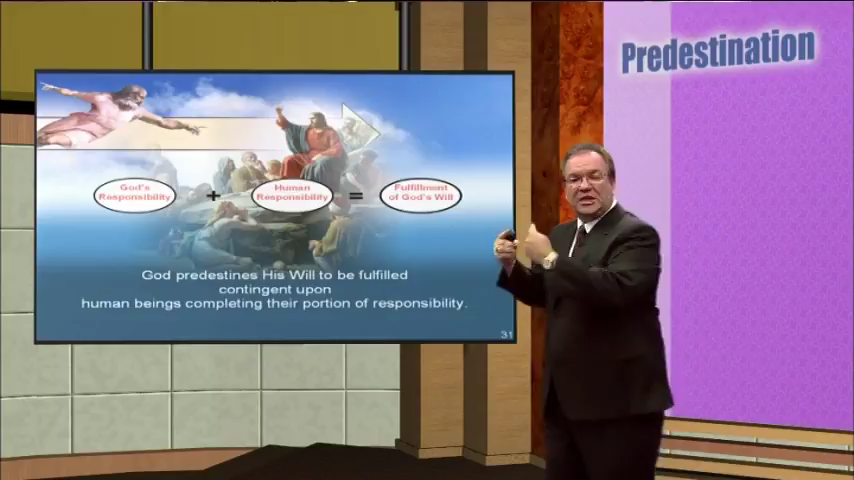 Predestination
God's
Responsibility
+
Human
Responsibility
=
Fulfillment
of God's Will
God predestines His Will to be fulfilled
contingent upon
human beings completing their portion of responsibility.
31